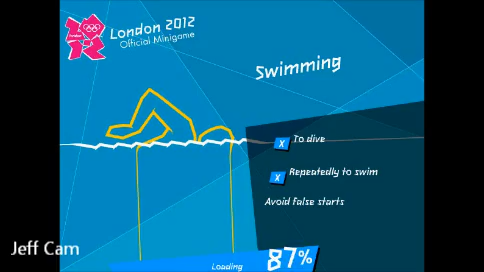 London 2012
Official Minigame
Swimming
X To dive
X Repeatedly to swim
Avoid false starts
Jeff Cam
Loading 87%